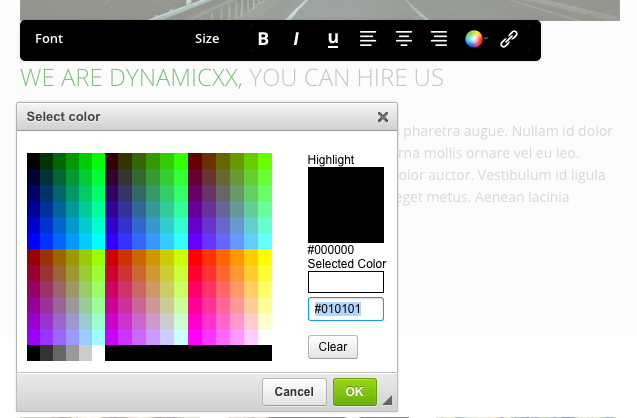 Font Size B I U
WE ARE DYNAMICXX, YOU CAN HIRE US
Select color
pharetra augue. Nullam id dolor
rna mollis ornare vel eu leo.
olor auctor. Vestibulum id ligula
eget metus. Aenean lacinia
Highlight
#000000
Selected Color
#010101
Clear
Cancel OK